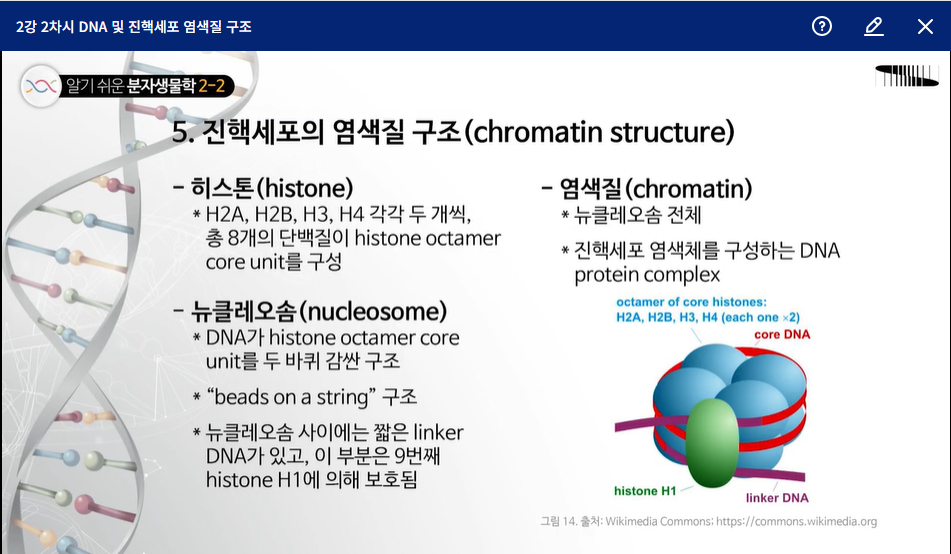 2강 2차시 DNA 및 진핵세포 염색질 구조
알기 쉬운 분자생물학 2-2
5. 진핵세포의 염색질 구조(chromatin structure)
- 히스톤(histone)
* H2A, H2B, H3, H4 각각 두 개씩,
총 8개의 단백질이 histone octamer
core unit를 구성
- 뉴클레오솜(nucleosome)
* DNA가 histone octamer core
unit를 두 바퀴 감싼 구조
* “beads on a string” 구조
* 뉴클레오솜 사이에는 짧은 linker
DNA가 있고, 이 부분은 9번째
histone H1에 의해 보호됨
- 염색질(chromatin)
* 뉴클레오솜 전체
* 진핵세포 염색체를 구성하는 DNA
protein complex
octamer of core histones:
H2A, H2B, H3, H4 (each one ×2)
core DNA
histone H1
linker DNA
그림 14. 출처: Wikimedia Commons; https://commons.wikimedia.org